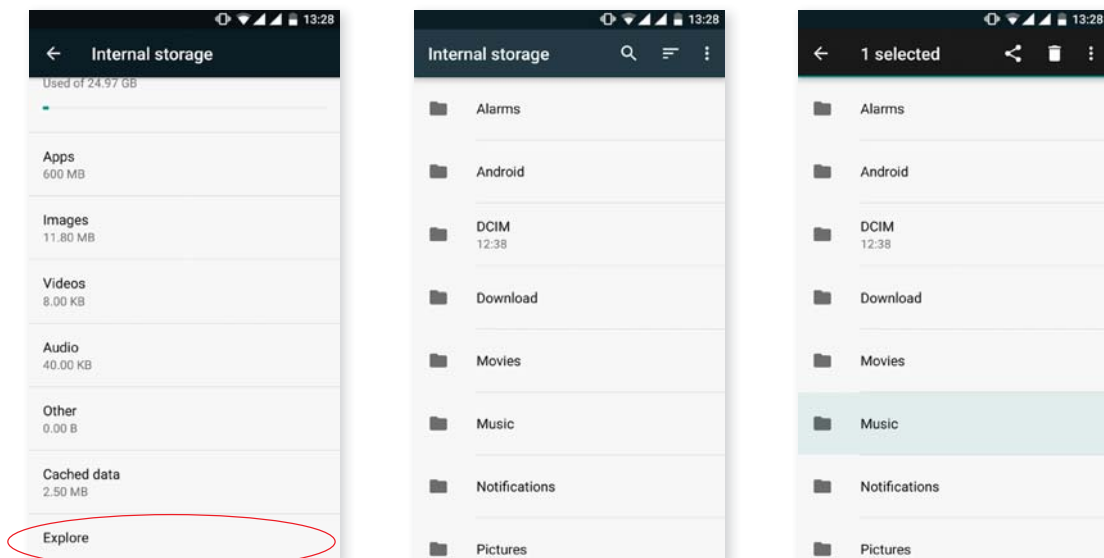 13:28
Internal storage
Used of 24.97 GB
Apps
600 MB
Images
11.80 MB
Videos
8.00 KB
Audio
40.00 KB
Other
0.00 B
Cached data
2.50 MB
Explore
13:28
Internal storage
Alarms
Android
DCIM
12:38
Download
Movies
Music
Notifications
Pictures
13:28
1 selected
Alarms
Android
DCIM
12:38
Download
Movies
Music
Notifications
Pictures